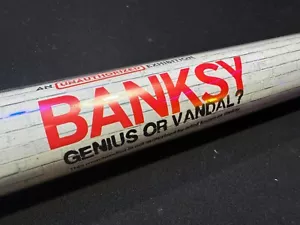 AN UNAUTHORIZED EXHIBITION
BANKSY
GENIUS OR VANDAL?